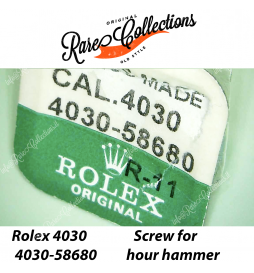 ORIGINAL
Rare Collections
OLD STYLE
MADE
CAL.4030
4030-58680
R-11
ROLEX
ORIGINAL
Rolex 4030 Screw for
4030-58680 hour hammer